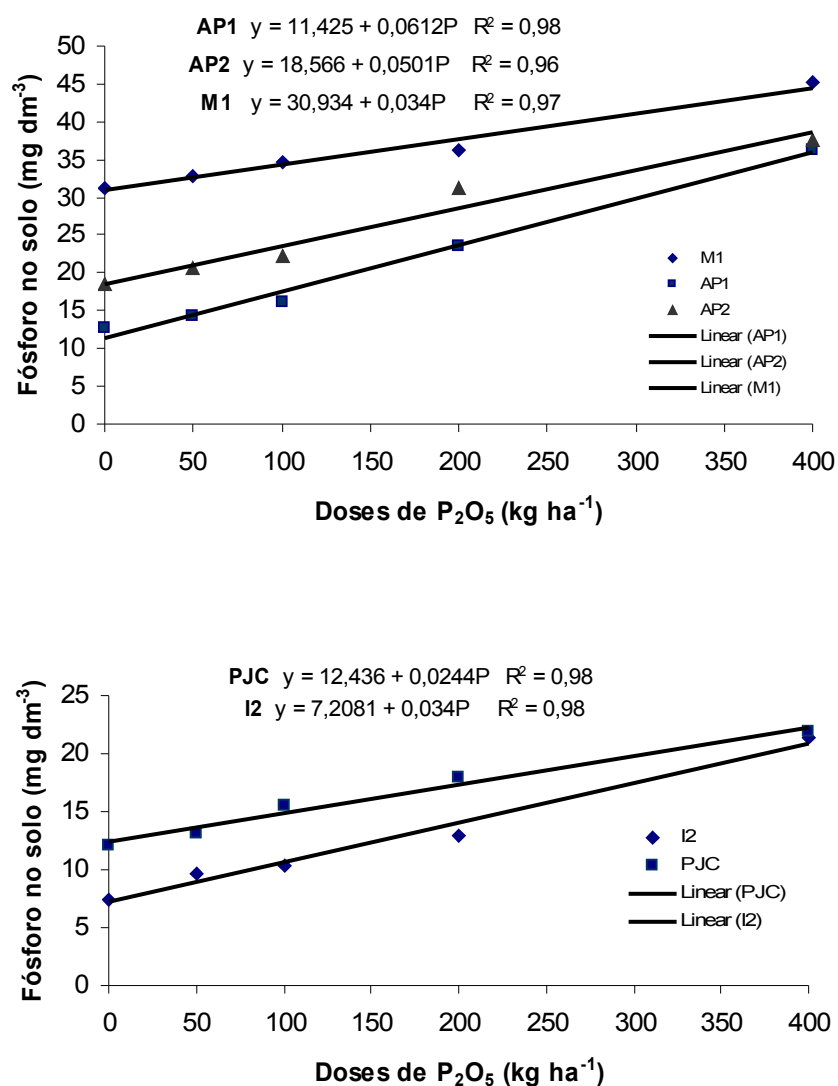 AP1 y = 11,425 + 0,0612P R² = 0,98
AP2 y = 18,566 + 0,0501P R² = 0,96
M1 y = 30,934 + 0,034P R² = 0,97
50
45
40
35
30
25
20
15
10
5
0
Fósforo no solo (mg dm⁻³)
M1
AP1
AP2
Linear (AP1)
Linear (AP2)
Linear (M1)
0 50 100 150 200 250 300 350 400
Doses de P₂O₅ (kg ha⁻¹)
PJC y = 12,436 + 0,0244P R² = 0,98
I2 y = 7,2081 + 0,034P R² = 0,98
25
20
15
10
5
0
Fósforo no solo (mg dm⁻³)
I2
PJC
Linear (PJC)
Linear (I2)
0 50 100 150 200 250 300 350 400
Doses de P₂O₅ (kg ha⁻¹)